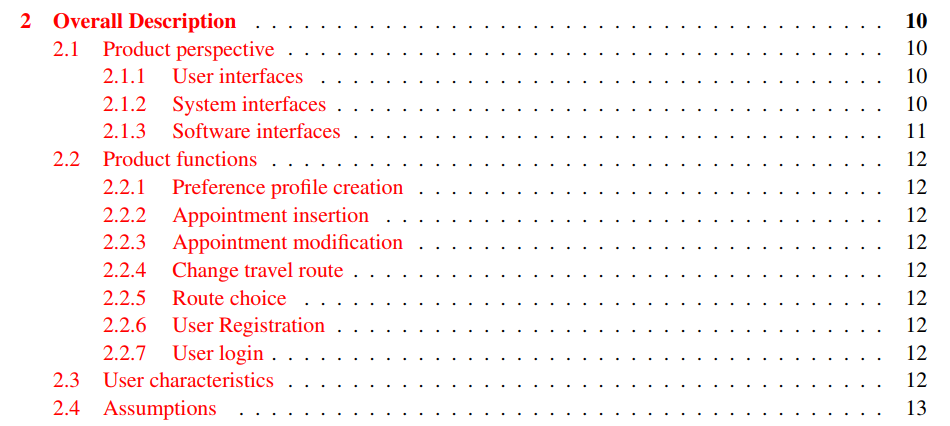 2 Overall Description . . . . . . . . . . . . . . . . . . . . . . . . . . . . . . . . . . . . . . . 10
2.1 Product perspective . . . . . . . . . . . . . . . . . . . . . . . . . . . . . . . . . . . . . 10
2.1.1 User interfaces . . . . . . . . . . . . . . . . . . . . . . . . . . . . . . . . . . . 10
2.1.2 System interfaces . . . . . . . . . . . . . . . . . . . . . . . . . . . . . . . . . . 10
2.1.3 Software interfaces . . . . . . . . . . . . . . . . . . . . . . . . . . . . . . . . . 11
2.2 Product functions . . . . . . . . . . . . . . . . . . . . . . . . . . . . . . . . . . . . . . 12
2.2.1 Preference profile creation . . . . . . . . . . . . . . . . . . . . . . . . . . . . . 12
2.2.2 Appointment insertion . . . . . . . . . . . . . . . . . . . . . . . . . . . . . . . 12
2.2.3 Appointment modification . . . . . . . . . . . . . . . . . . . . . . . . . . . . . 12
2.2.4 Change travel route . . . . . . . . . . . . . . . . . . . . . . . . . . . . . . . . . 12
2.2.5 Route choice . . . . . . . . . . . . . . . . . . . . . . . . . . . . . . . . . . . . 12
2.2.6 User Registration . . . . . . . . . . . . . . . . . . . . . . . . . . . . . . . . . . 12
2.2.7 User login . . . . . . . . . . . . . . . . . . . . . . . . . . . . . . . . . . . . . . 12
2.3 User characteristics . . . . . . . . . . . . . . . . . . . . . . . . . . . . . . . . . . . . . 12
2.4 Assumptions . . . . . . . . . . . . . . . . . . . . . . . . . . . . . . . . . . . . . . . . 13